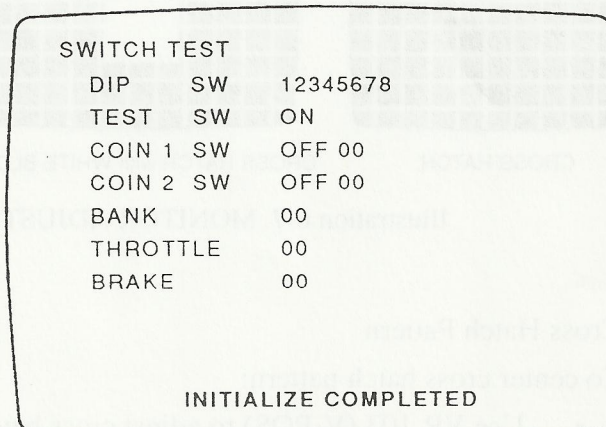 SWITCH TEST
DIP SW 12345678
TEST SW ON
COIN 1 SW OFF 00
COIN 2 SW OFF 00
BANK 00
THROTTLE 00
BRAKE 00
INITIALIZE COMPLETED